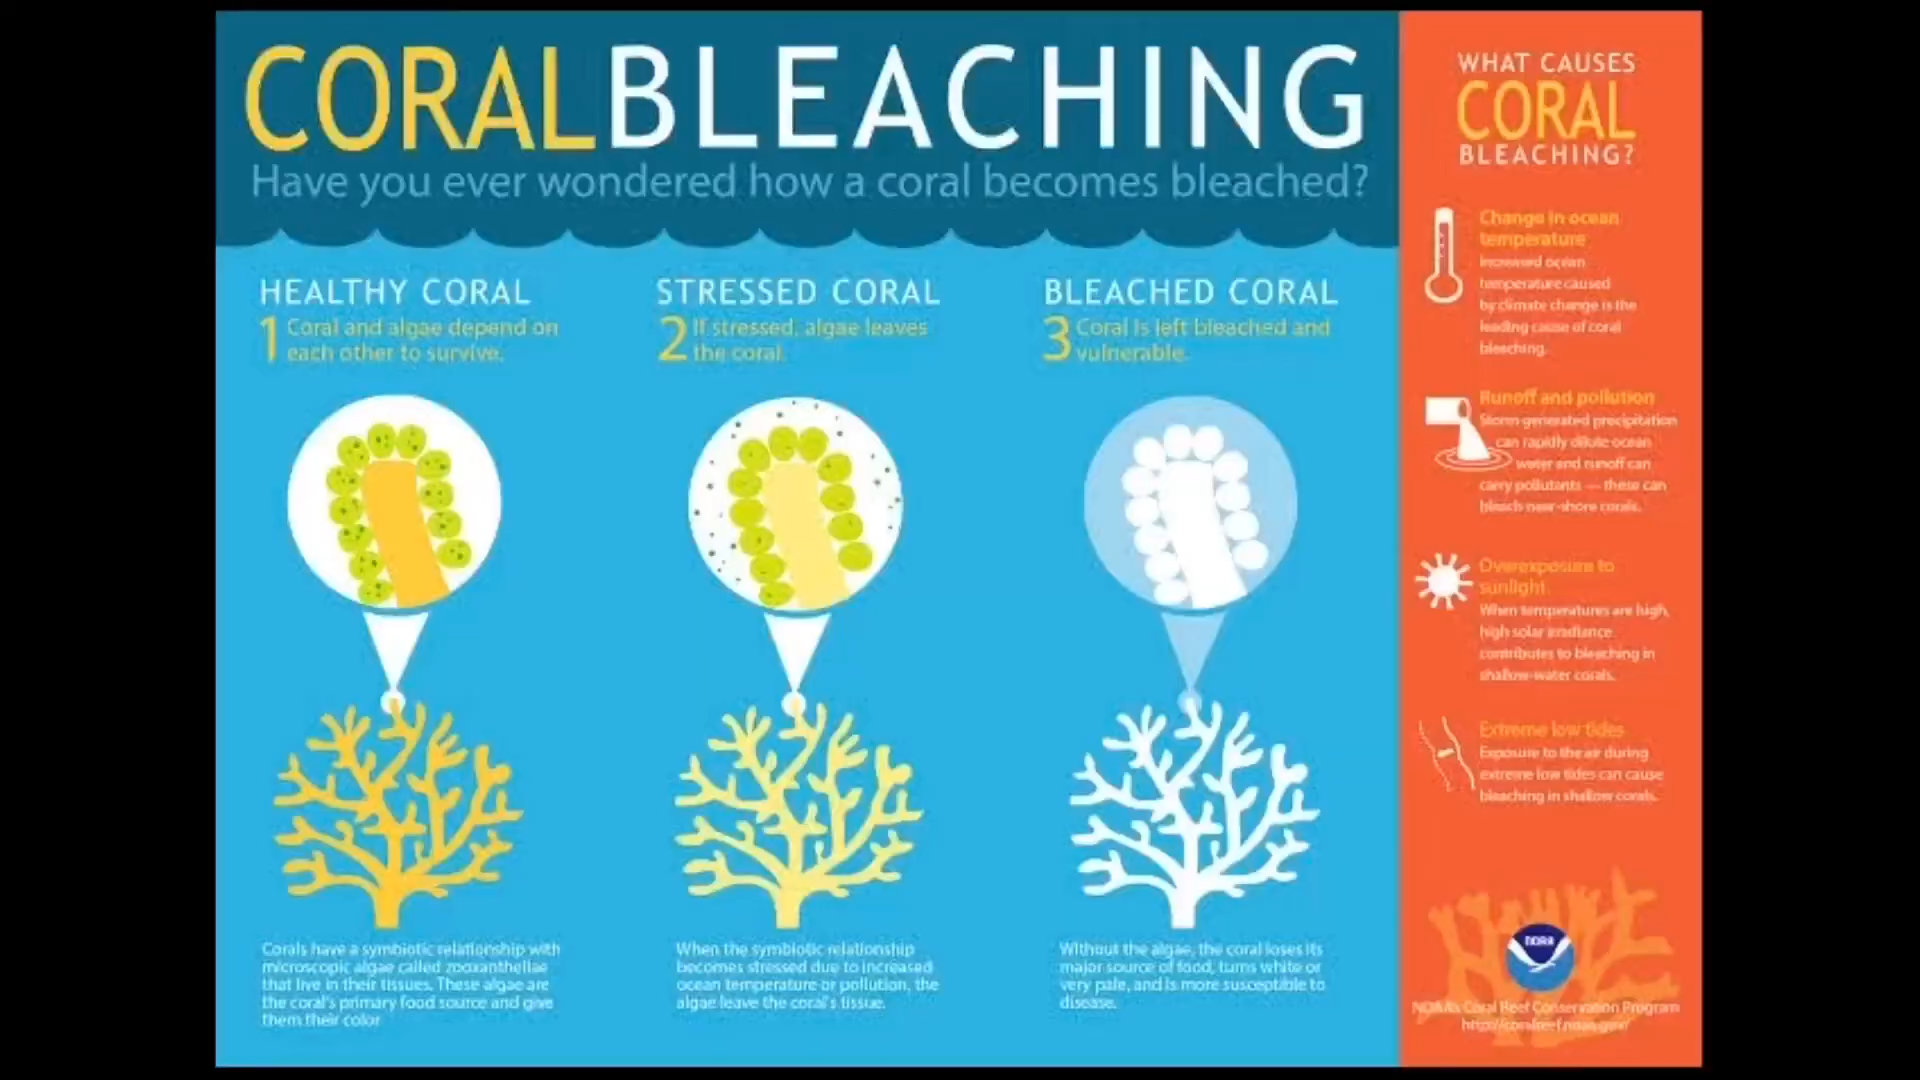 CORALBLEACHING
Have you ever wondered how a coral becomes bleached?
HEALTHY CORAL
1 Coral and algae depend on
each other to survive.
Corals have a symbiotic relationship with
microscopic algae called zooxanthellae
that live in their tissues. These algae are
the coral's primary food source and give
them their color
STRESSED CORAL
2 If stressed, algae leaves
the coral.
When the symbiotic relationship
becomes stressed due to increased
ocean temperature or pollution, the
algae leave the coral's tissue.
BLEACHED CORAL
3 Coral is left bleached and
vulnerable.
Without the algae, the coral loses its
major source of food, turns white or
very pale, and is more susceptible to
disease.
WHAT CAUSES
CORAL
BLEACHING?
Change in ocean
temperature
Increased ocean
temperature caused
by climate change is the
leading cause of coral
bleaching.
Runoff and pollution
Storm generated precipitation
can rapidly dilute ocean
water and runoff can
carry pollutants — these can
bleach near-shore corals.
Overexposure to
sunlight
When temperatures are high,
high solar irradiance
contributes to bleaching in
shallow-water corals.
Extreme low tides
Exposure to the air during
extreme low tides can cause
bleaching in shallow corals.
NOAA
NOAA's Coral Reef Conservation Program
http://coralreef.noaa.gov/